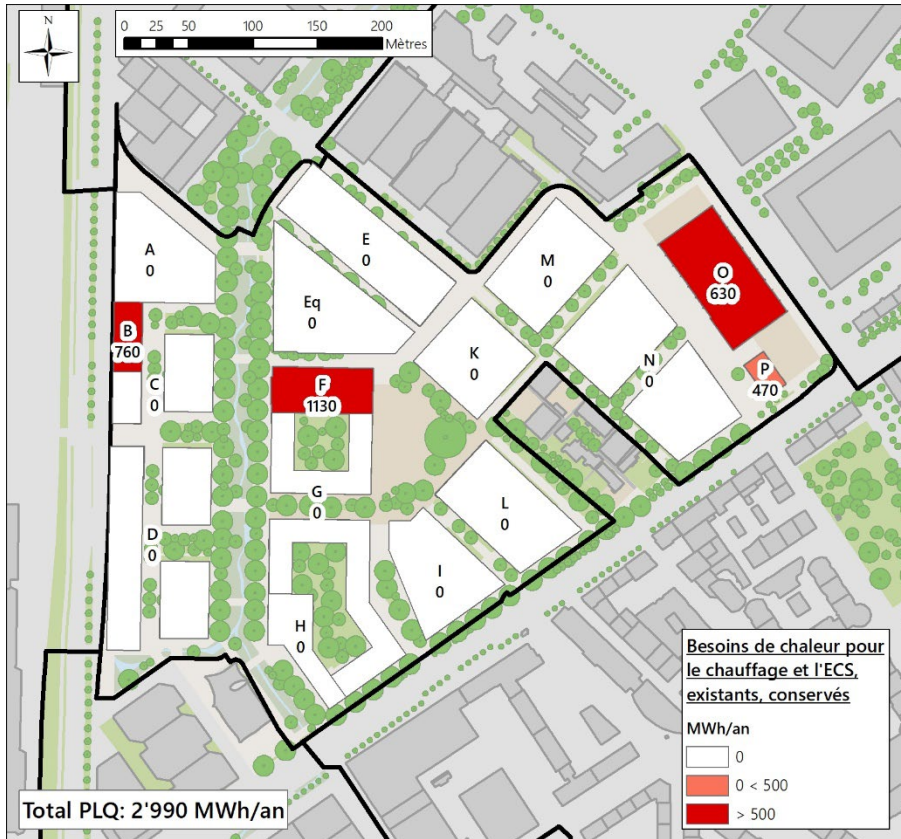 N
0 25 50 100 150 200
Mètres
A
0
E
0
M
0
O
630
Eq
0
B
760
K
0
N
0
P
470
C
0
F
1130
G
0
L
0
D
0
I
0
H
0
Besoins de chaleur pour
le chauffage et l'ECS,
existants, conservés
MWh/an
0
0 < 500
> 500
Total PLQ: 2'990 MWh/an